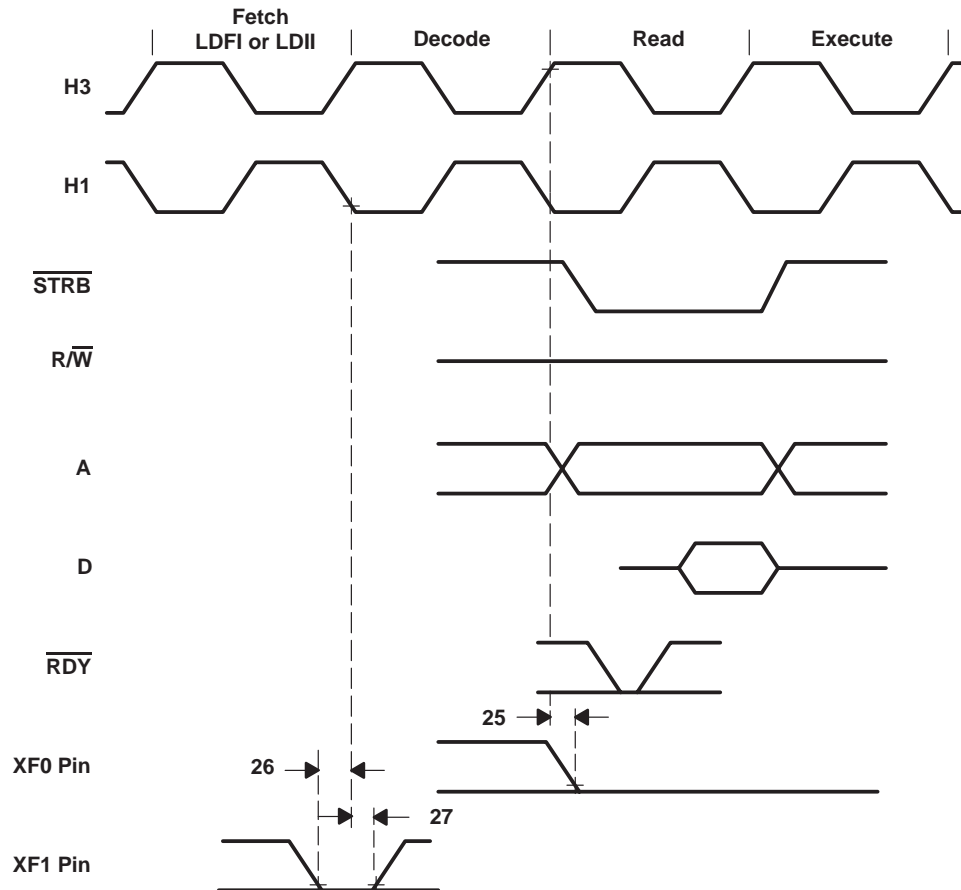 Fetch
LDFI or LDII
Decode
Read
Execute
H3
H1
STRB
R/W
A
D
RDY
25
XF0 Pin
26
27
XF1 Pin